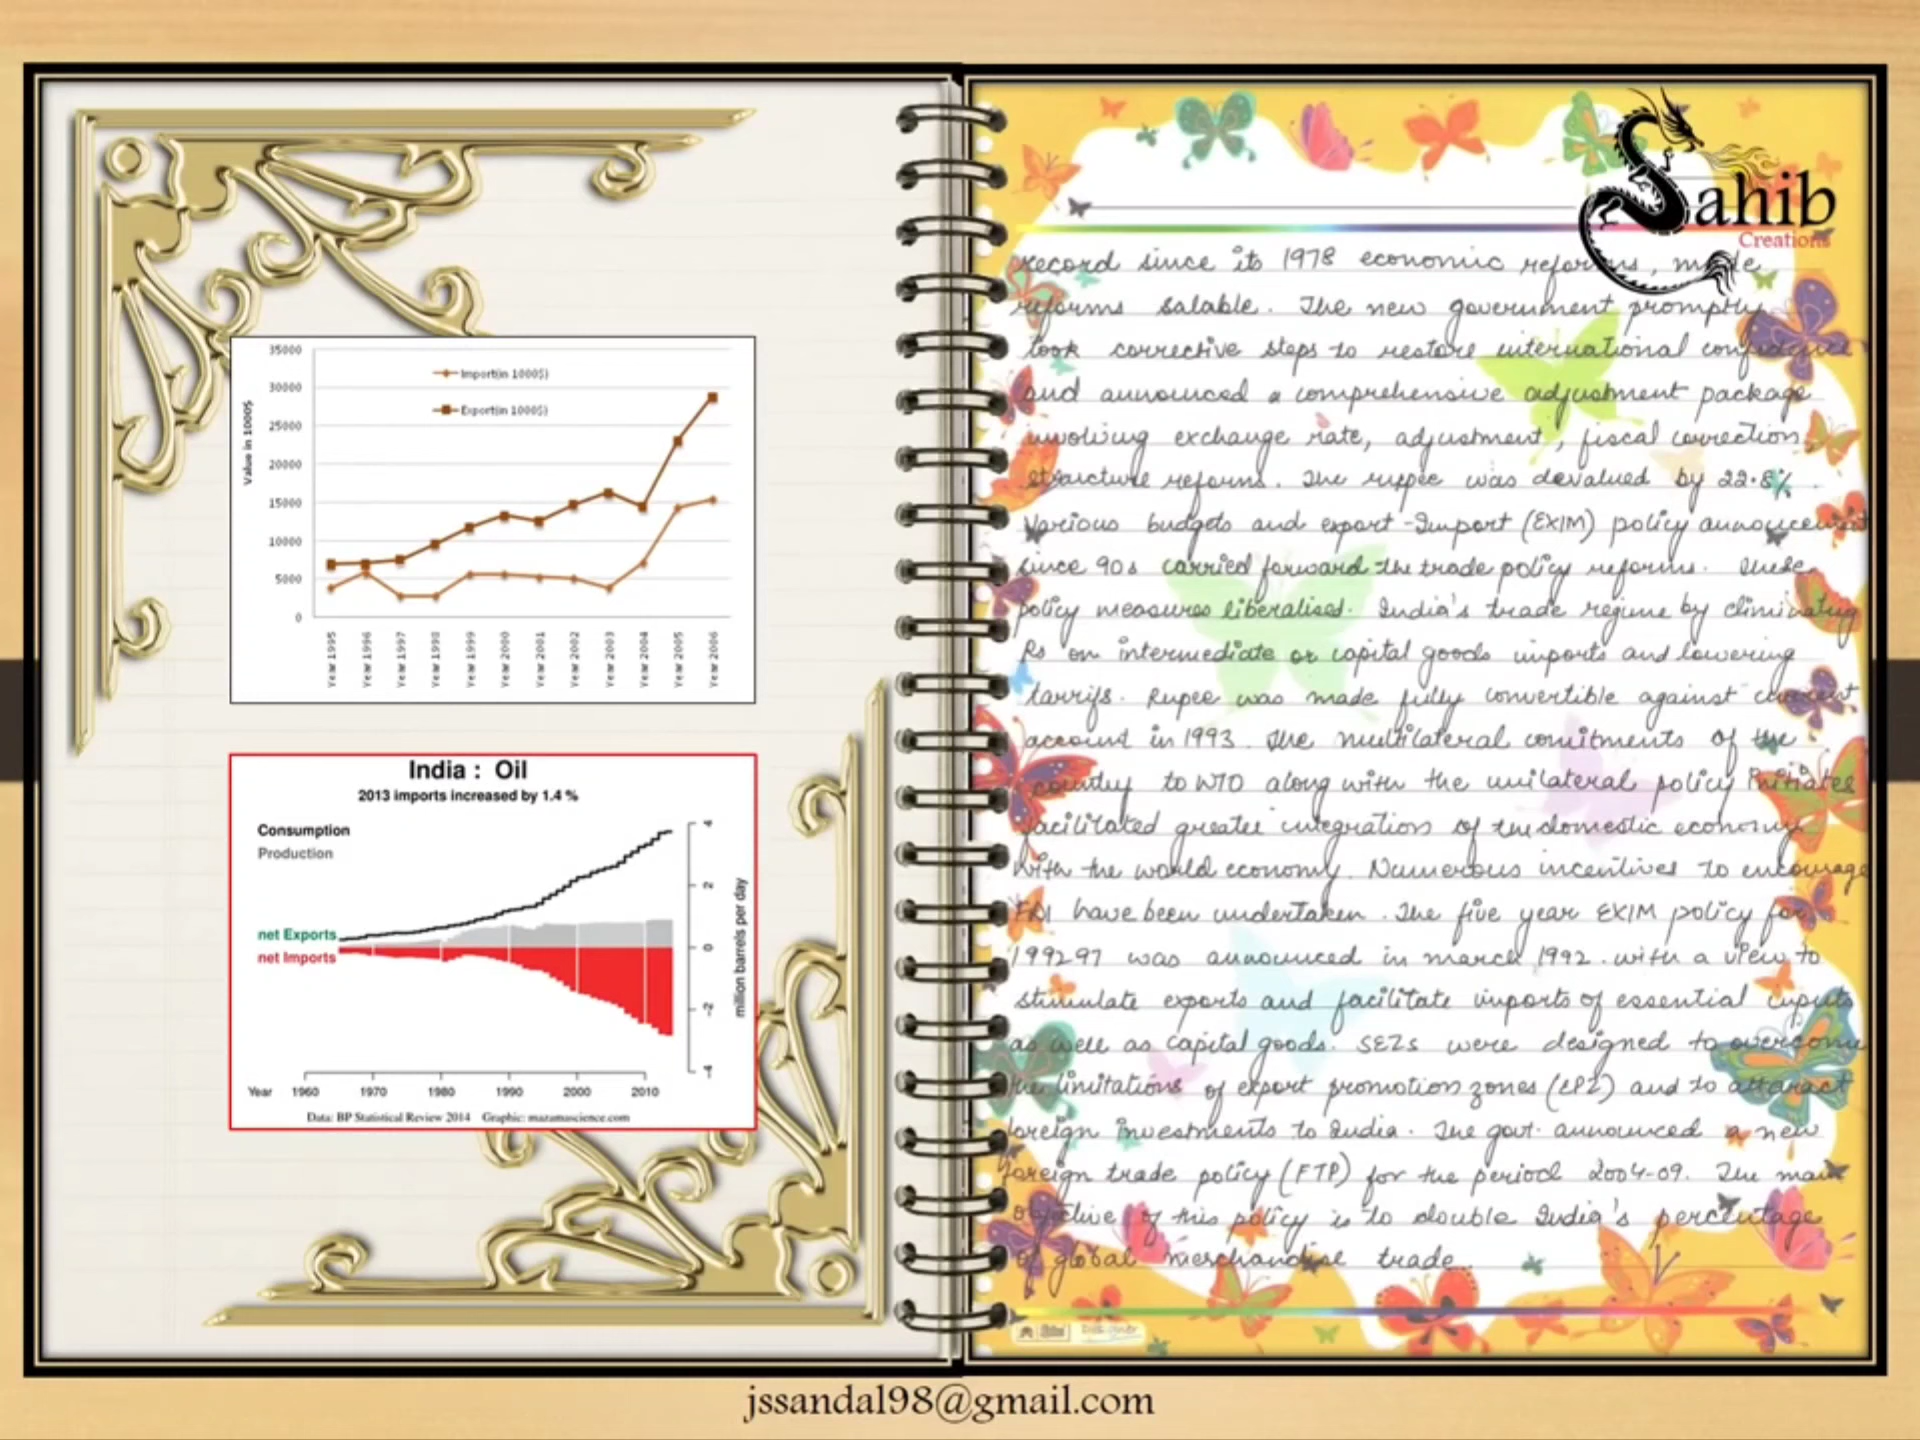 35000
30000
25000
20000
15000
10000
5000
0
Value in 1000$
Import(in 1000$)
Export(in 1000$)
Year 1995
Year 1996
Year 1997
Year 1998
Year 1999
Year 2000
Year 2001
Year 2002
Year 2003
Year 2004
Year 2005
Year 2006
India : Oil
2013 imports increased by 1.4 %
Consumption
Production
net Exports
net Imports
4
2
0
-2
-4
million barrels per day
Year 1960 1970 1980 1990 2000 2010
Data: BP Statistical Review 2014 Graphic: mazamascience.com
Sahib
Creations
record since its 1978 economic reforms, made
reforms salable. The new government promptly
took corrective steps to restore international confidence
and announced a comprehensive adjustment package
involving exchange rate, adjustment, fiscal correction
structure reforms. The rupee was devalued by 22.8%.
Various budgets and export-Import (EXIM) policy
since 90s carried forward the trade policy reforms. These
policy measures liberalised. India's trade regime by eliminating
Rs on intermediate or capital goods imports and lowering
tarrifs. Rupee was made fully convertible against current
account in 1993. The multilateral comitments of the
country to WTO along with the unilateral policy initiates
facilitated greater integrations of the domestic economy
with the world economy. Numerous incentives to encourage
FDI have been undertaken. The five year EXIM policy for
199297 was announced in march 1992. with a view to
stimulate exports and facilitate imports of essential inputs
as well as capital goods. SEZs were designed to overcome
the limitations of export promotion zones (EPZ) and to attaract
foreign investments to India. The govt. announced a new
foreign trade policy (FTP) for the period 2004-09. The main
objective of this policy is to double India's percentage
of global merchandise trade.
jssandal98@gmail.com